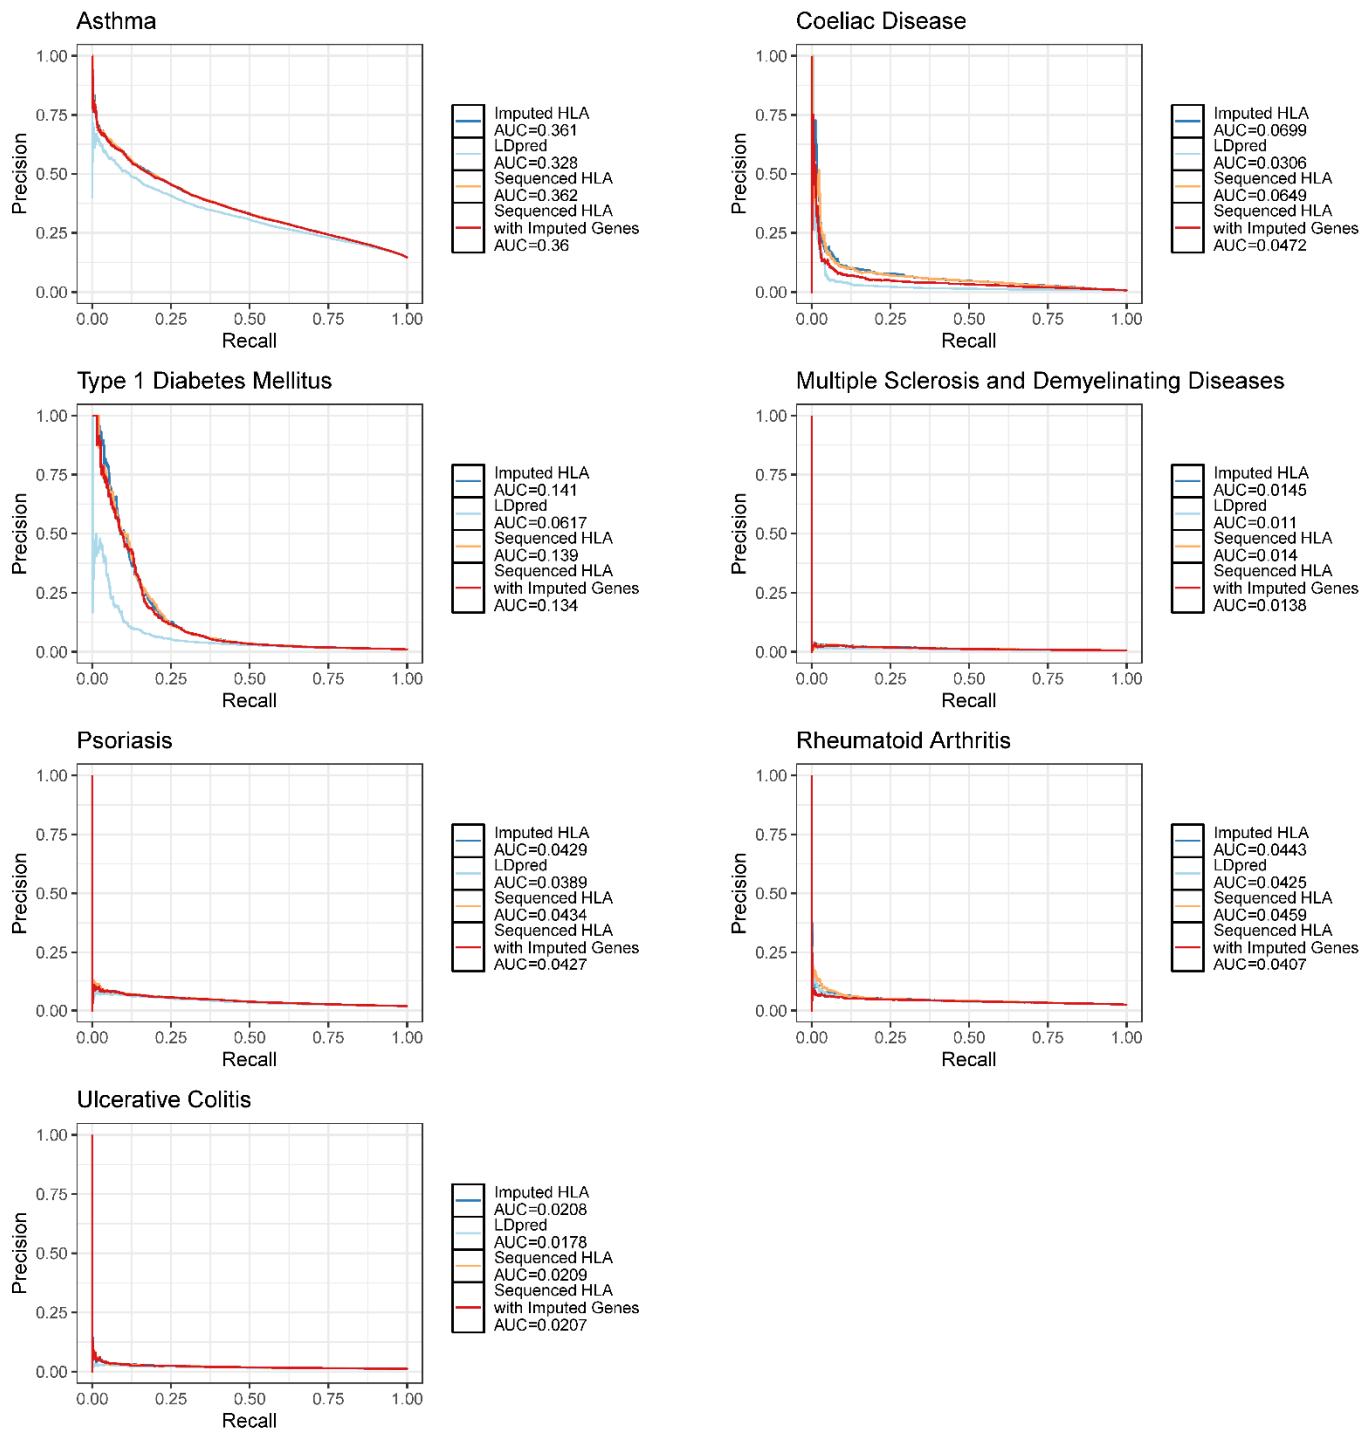 Asthma
1.00
0.75
0.50
0.25
0.00
Precision
0.00 0.25 0.50 0.75 1.00
Recall
Imputed HLA
AUC=0.361
LDpred
AUC=0.328
Sequenced HLA
AUC=0.362
Sequenced HLA
with Imputed Genes
AUC=0.36
Coeliac Disease
1.00
0.75
0.50
0.25
0.00
Precision
0.00 0.25 0.50 0.75 1.00
Recall
Imputed HLA
AUC=0.0699
LDpred
AUC=0.0306
Sequenced HLA
AUC=0.0649
Sequenced HLA
with Imputed Genes
AUC=0.0472
Type 1 Diabetes Mellitus
1.00
0.75
0.50
0.25
0.00
Precision
0.00 0.25 0.50 0.75 1.00
Recall
Imputed HLA
AUC=0.141
LDpred
AUC=0.0617
Sequenced HLA
AUC=0.139
Sequenced HLA
with Imputed Genes
AUC=0.134
Multiple Sclerosis and Demyelinating Diseases
1.00
0.75
0.50
0.25
0.00
Precision
0.00 0.25 0.50 0.75 1.00
Recall
Imputed HLA
AUC=0.0145
LDpred
AUC=0.011
Sequenced HLA
AUC=0.014
Sequenced HLA
with Imputed Genes
AUC=0.0138
Psoriasis
1.00
0.75
0.50
0.25
0.00
Precision
0.00 0.25 0.50 0.75 1.00
Recall
Imputed HLA
AUC=0.0429
LDpred
AUC=0.0389
Sequenced HLA
AUC=0.0434
Sequenced HLA
with Imputed Genes
AUC=0.0427
Rheumatoid Arthritis
1.00
0.75
0.50
0.25
0.00
Precision
0.00 0.25 0.50 0.75 1.00
Recall
Imputed HLA
AUC=0.0443
LDpred
AUC=0.0425
Sequenced HLA
AUC=0.0459
Sequenced HLA
with Imputed Genes
AUC=0.0407
Ulcerative Colitis
1.00
0.75
0.50
0.25
0.00
Precision
0.00 0.25 0.50 0.75 1.00
Recall
Imputed HLA
AUC=0.0208
LDpred
AUC=0.0178
Sequenced HLA
AUC=0.0209
Sequenced HLA
with Imputed Genes
AUC=0.0207